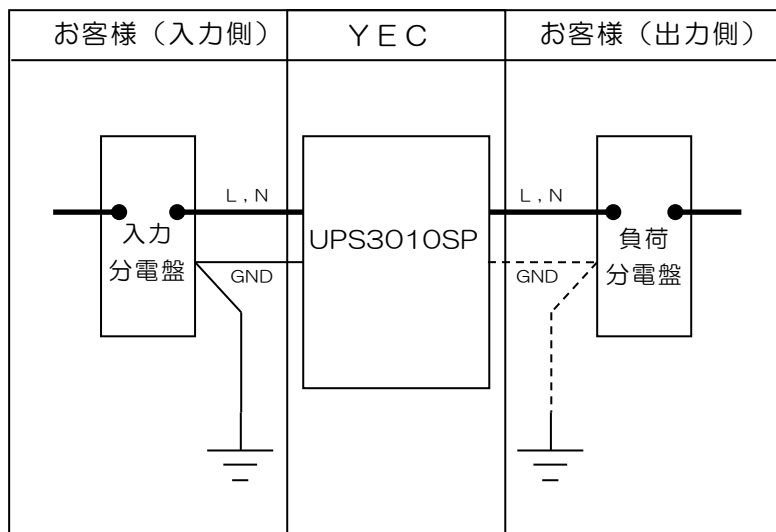 お客様（入力側）
ＹＥＣ
お客様（出力側）
L , N
L , N
入力
分電盤
UPS3010SP
負荷
分電盤
GND
GND